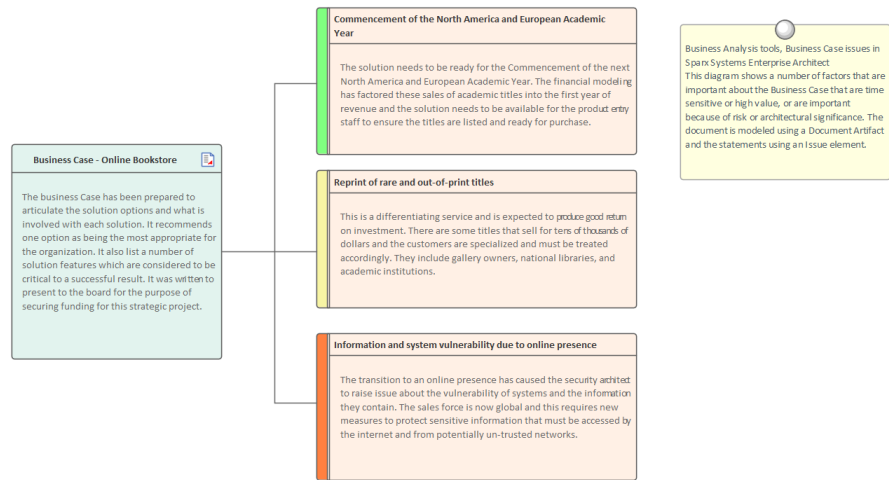 Commencement of the North America and European Academic
Year
The solution needs to be ready for the Commencement of the next
North America and European Academic Year. The financial modeling
has factored these sales of academic titles into the first year of
revenue and the solution needs to be available for the product entry
staff to ensure the titles are listed and ready for purchase.
Business Analysis tools, Business Case issues in
Sparx Systems Enterprise Architect
This diagram shows a number of factors that are
important about the Business Case that are time
sensitive or high value, or are important
because of risk or architectural significance. The
document is modeled using a Document Artifact
and the statements using an Issue element.
Business Case - Online Bookstore
The business Case has been prepared to
articulate the solution options and what is
involved with each solution. It recommends
one option as being the most appropriate for
the organization. It also list a number of
solution features which are considered to be
critical to a successful result. It was written to
present to the board for the purpose of
securing funding for this strategic project.
Reprint of rare and out-of-print titles
This is a differentiating service and is expected to produce good return
on investment. There are some titles that sell for tens of thousands of
dollars and the customers are specialized and must be treated
accordingly. They include gallery owners, national libraries, and
academic institutions.
Information and system vulnerability due to online presence
The transition to an online presence has caused the security architect
to raise issue about the vulnerability of systems and the information
they contain. The sales force is now global and this requires new
measures to protect sensitive information that must be accessed by
the internet and from potentially un-trusted networks.